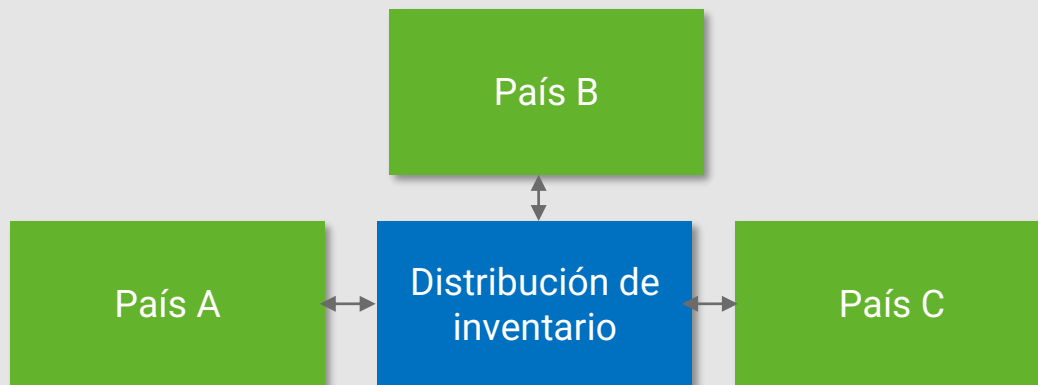 País B
País A
Distribución de
inventario
País C